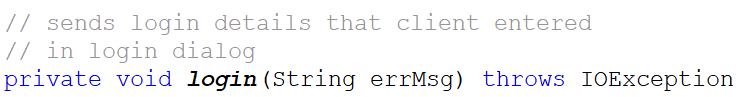 // sends login details that client entered
// in login dialog
private void login(String errMsg) throws IOException